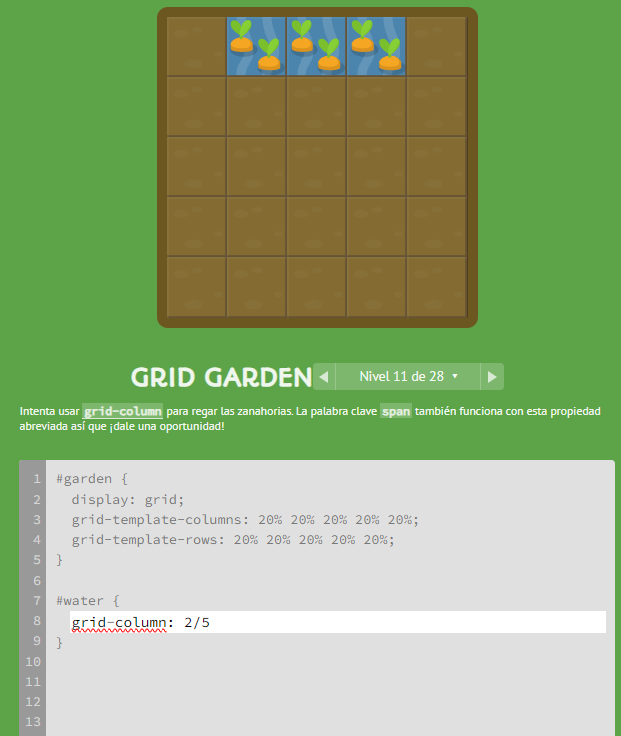 GRID GARDEN
Nivel 11 de 28
Intenta usar grid-column para regar las zanahorias. La palabra clave span también funciona con esta propiedad
abreviada así que ¡dale una oportunidad!
1 #garden {
2 display: grid;
3 grid-template-columns: 20% 20% 20% 20% 20%;
4 grid-template-rows: 20% 20% 20% 20% 20%;
5 }
6
7 #water {
8 grid-column: 2/5
9 }
10
11
12
13